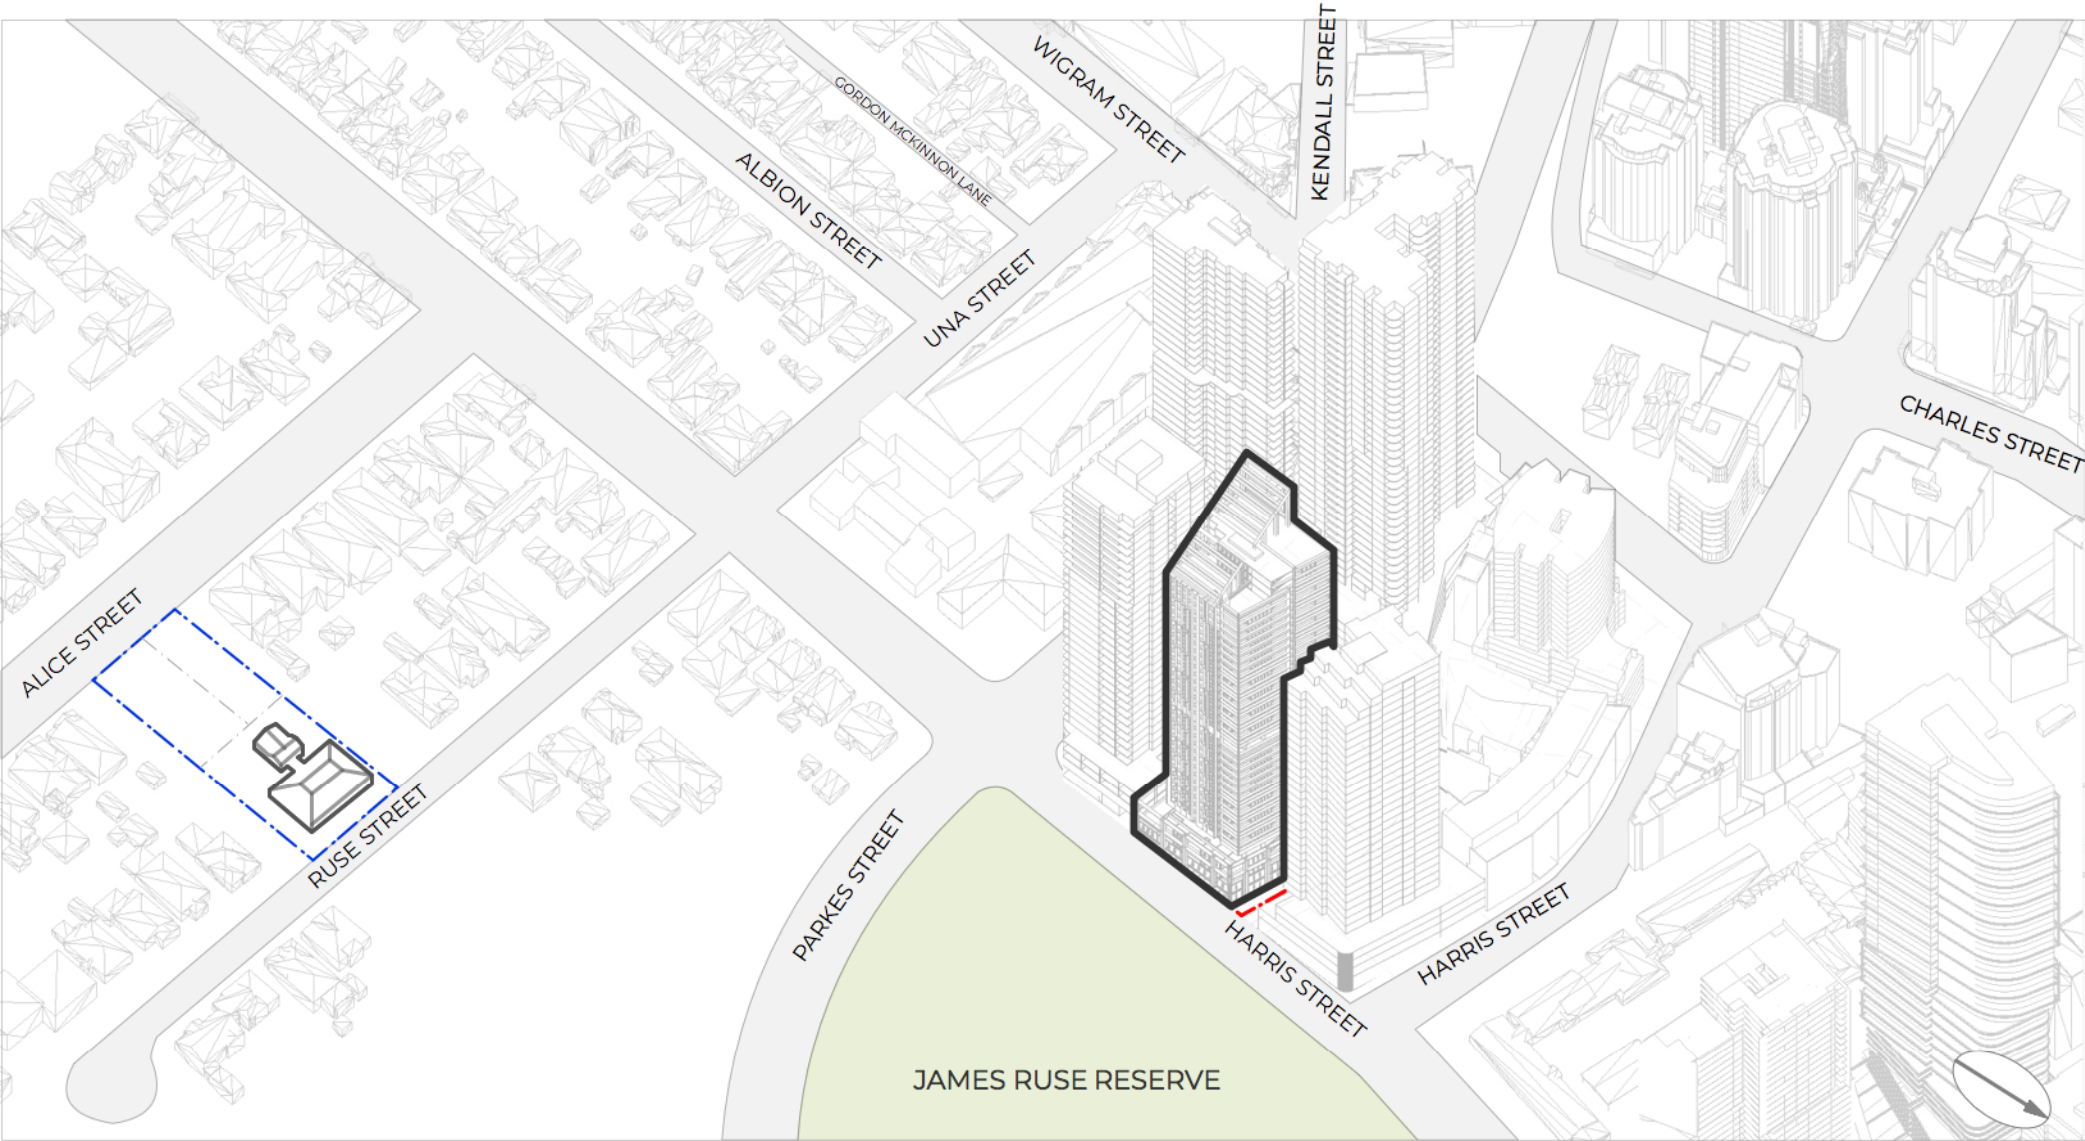 KENDALL STREET
WIGRAM STREET
GORDON MCKINNON LANE
ALBION STREET
UNA STREET
CHARLES STREET
ALICE STREET
RUSE STREET
PARKES STREET
HARRIS STREET
HARRIS STREET
JAMES RUSE RESERVE